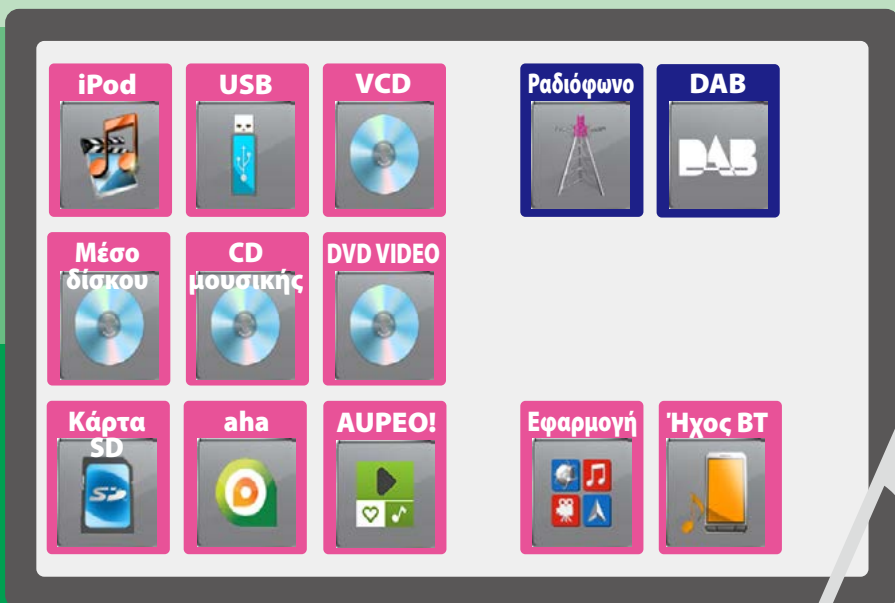 iPod
USB
VCD
Ραδιόφωνο
DAB
DAB
Μέσο
δίσκου
CD
μουσικής
DVD VIDEO
Κάρτα
SD
SD
aha
AUPEO!
Εφαρμογή
Ήχος BT